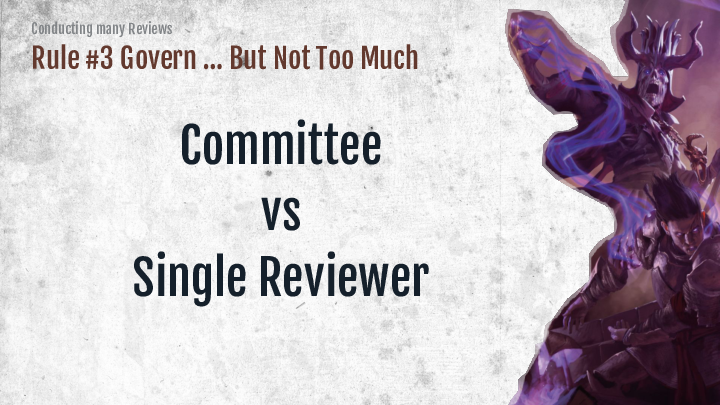 Conducting many Reviews
Rule #3 Govern ... But Not Too Much
Committee
vs
Single Reviewer